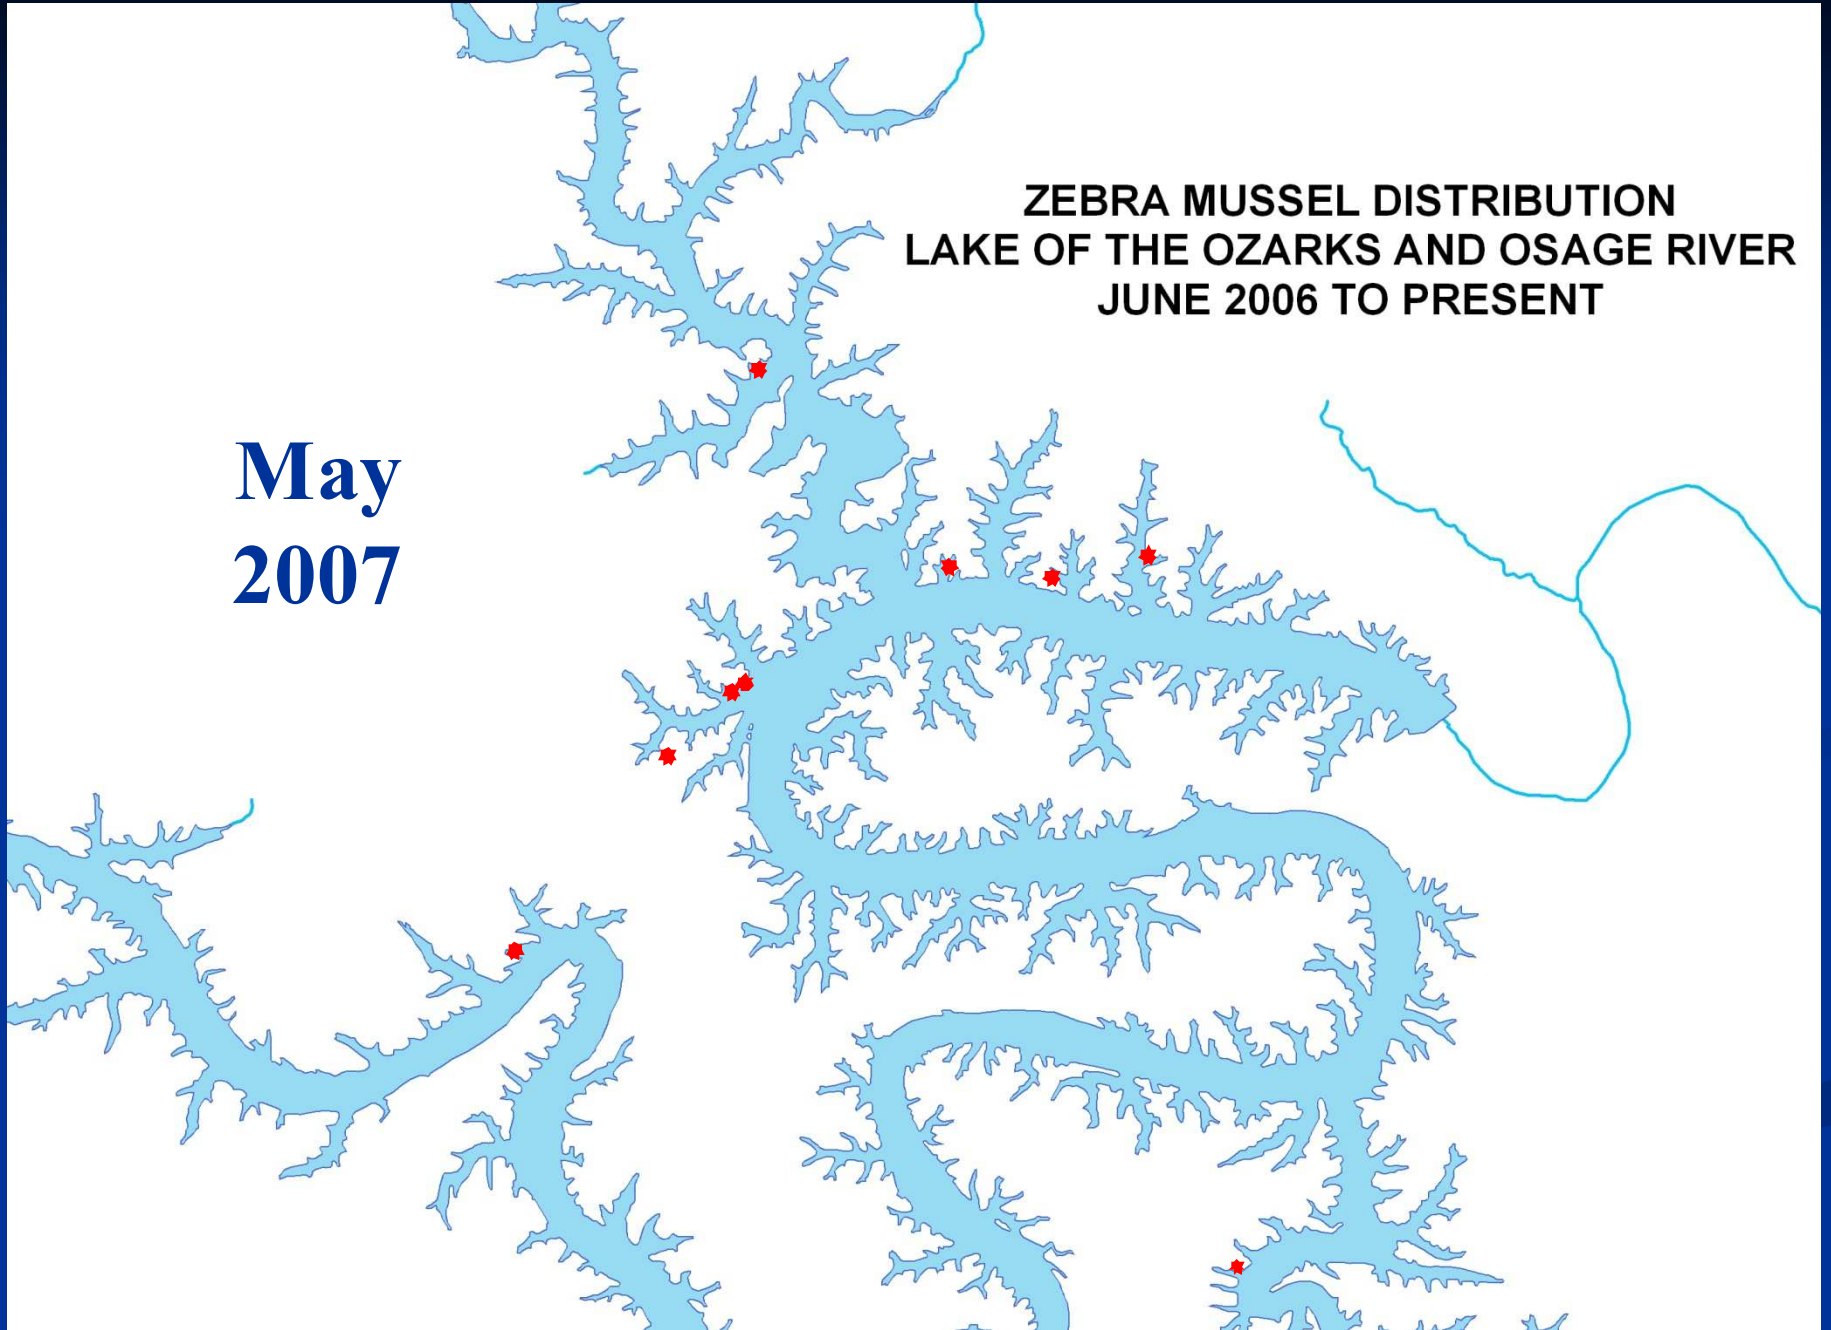 ZEBRA MUSSEL DISTRIBUTION
LAKE OF THE OZARKS AND OSAGE RIVER
JUNE 2006 TO PRESENT
May
2007